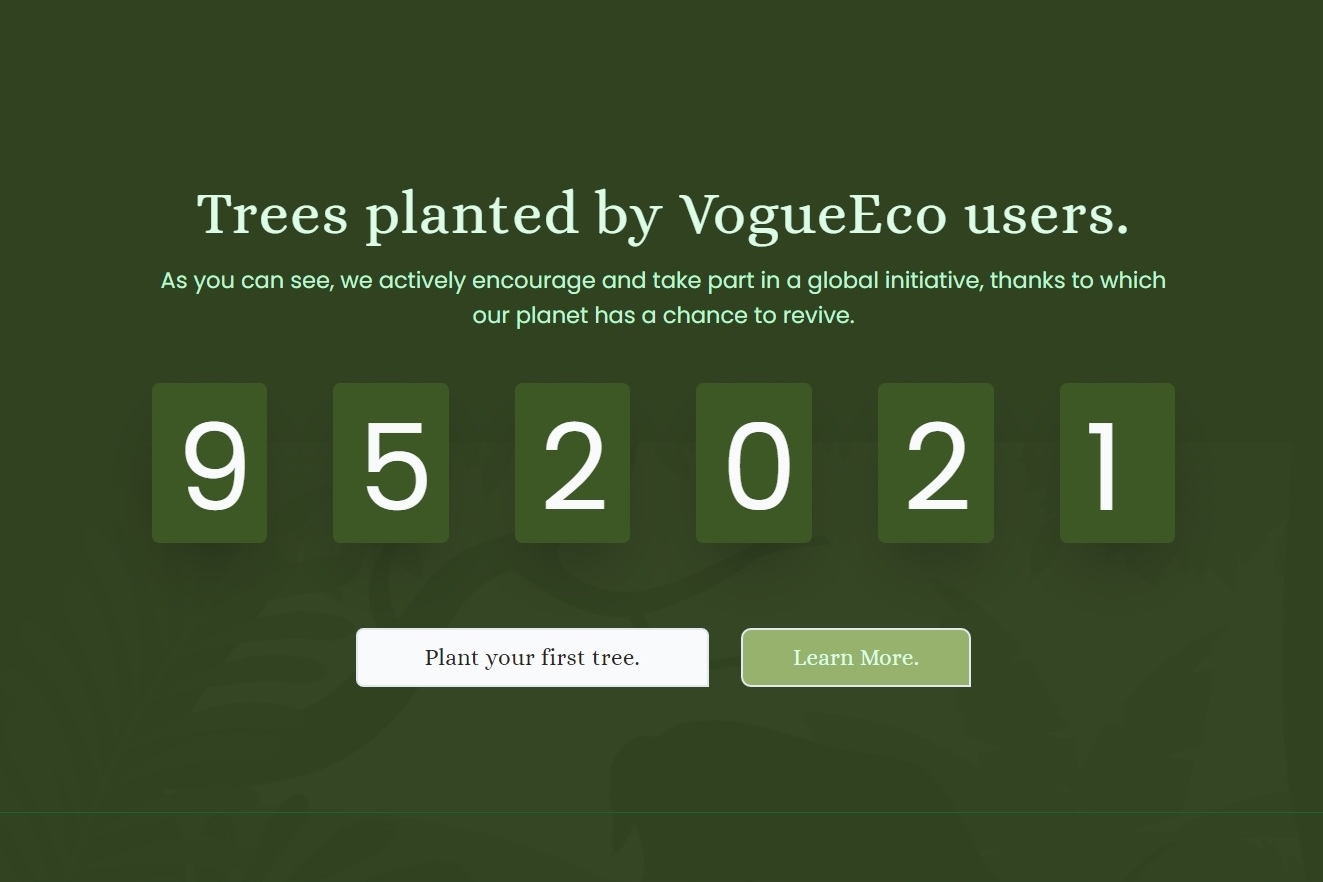 Trees planted by VogueEco users.
As you can see, we actively encourage and take part in a global initiative, thanks to which
our planet has a chance to revive.
9 5 2 0 2 1
Plant your first tree. Learn More.